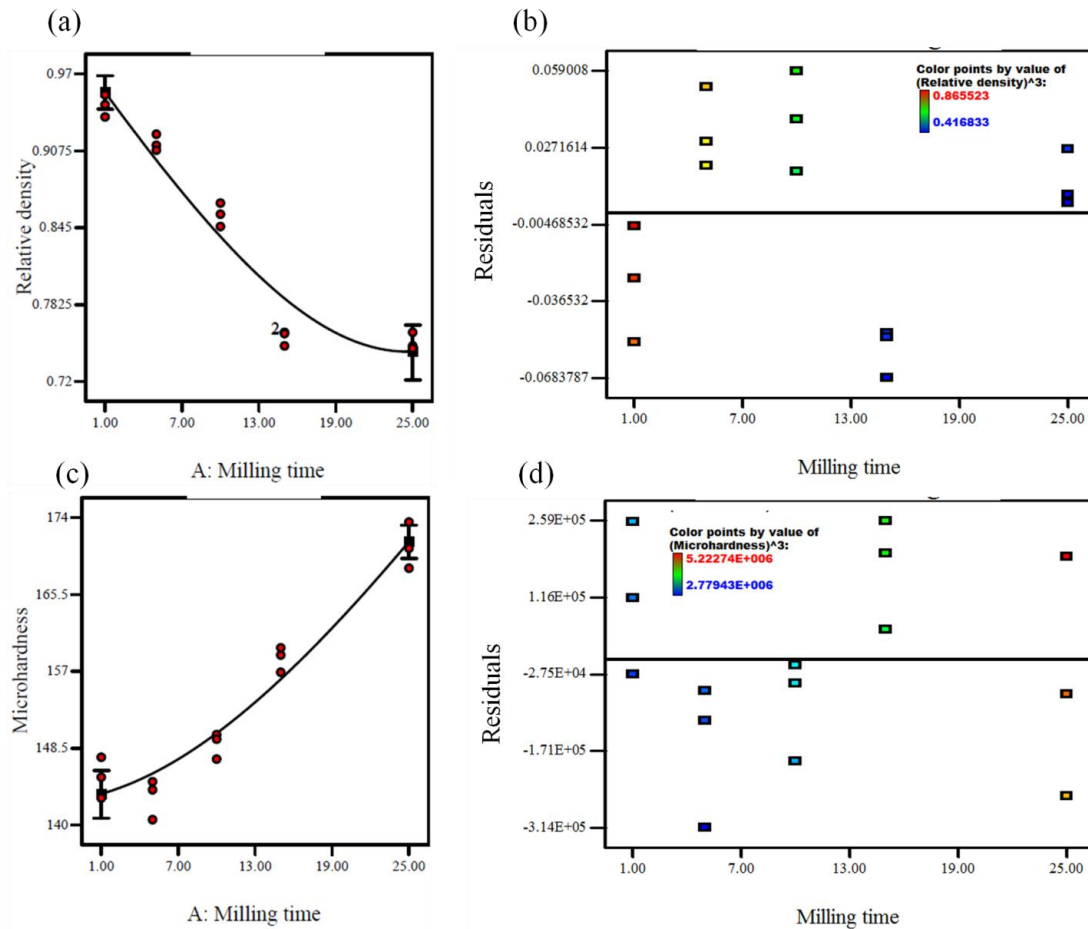 (a)
0.97
0.9075
0.845
0.7825
0.72
Relative density
2
1.00 7.00 13.00 19.00 25.00
A: Milling time
(b)
0.059008
0.0271614
-0.00468532
-0.036532
-0.0683787
Residuals
Color points by value of
(Relative density)^3:
0.865523
0.416833
1.00 7.00 13.00 19.00 25.00
Milling time
(c)
174
165.5
157
148.5
140
Microhardness
1.00 7.00 13.00 19.00 25.00
A: Milling time
(d)
2.59E+05
1.16E+05
-2.75E+04
-1.71E+05
-3.14E+05
Residuals
Color points by value of
(Microhardness)^3:
5.22274E+006
2.77943E+006
1.00 7.00 13.00 19.00 25.00
Milling time